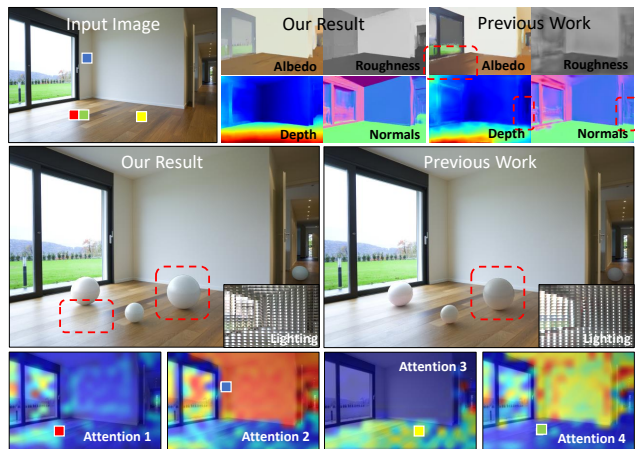 Input Image
Our Result
Previous Work
Albedo
Roughness
Albedo
Roughness
Depth
Normals
Depth
Normals
Our Result
Previous Work
Lighting
Lighting
Attention 1
Attention 2
Attention 3
Attention 4